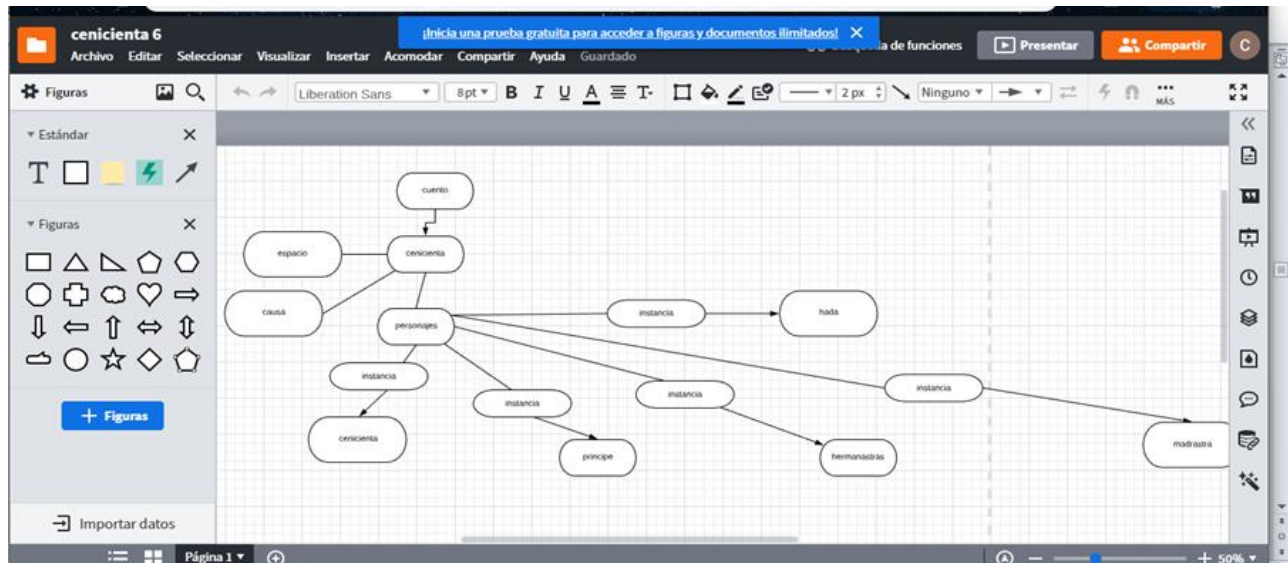 cenicienta 6
¡Inicia una prueba gratuita para acceder a figuras y documentos ilimitados!
Archivo Editar Seleccionar Visualizar Insertar Acomodar Compartir Ayuda Guardado
de funciones
Presentar
Compartir
C
Figuras
Liberation Sans
8pt
B I U A T
2 px
Ninguno
MÁS
Estándar
T
Figuras
cuento
espacio
cenicienta
causa
personajes
instancia
hada
instancia
instancia
instancia
instancia
cenicienta
principe
hermanastras
madrastra
+ Figuras
Importar datos
Página 1
50%